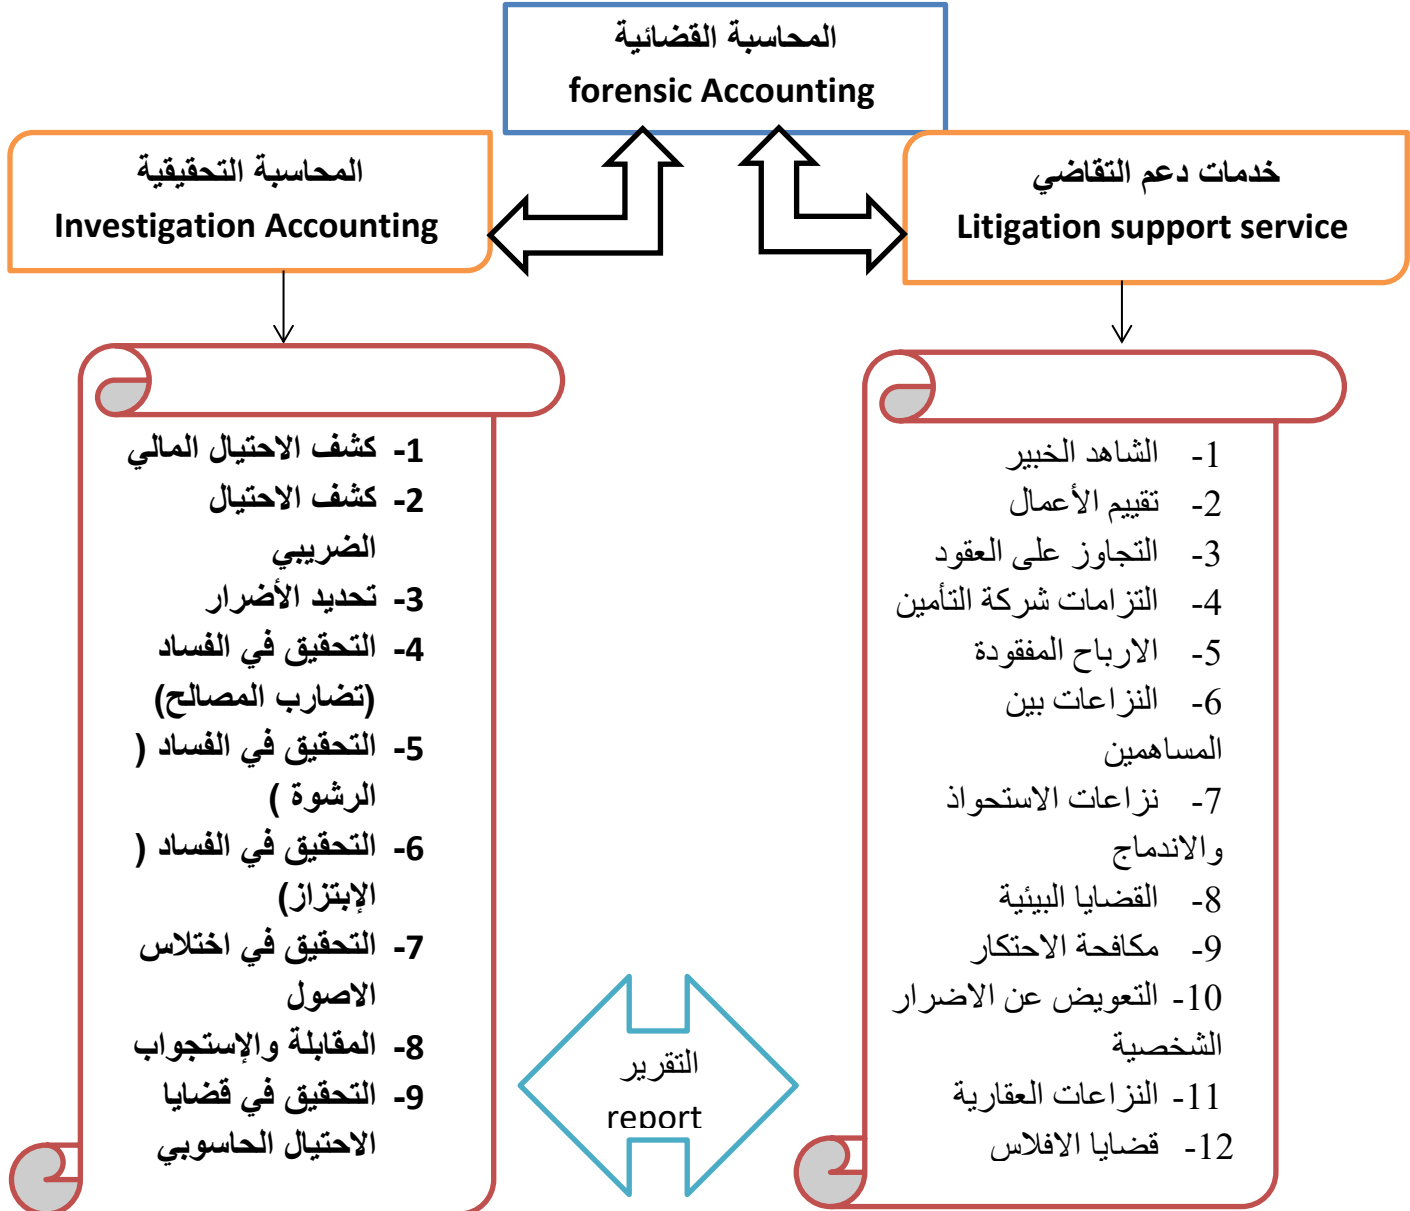 المحاسبة القضائية
forensic Accounting
خدمات دعم التقاضي
Litigation support service
المحاسبة التحقيقية
Investigation Accounting
1- الشاهد الخبير
2- تقييم الأعمال
3- التجاوز على العقود
4- التزامات شركة التأمين
5- الارباح المفقودة
6- النزاعات بين
المساهمين
7- نزاعات الاستحواذ
والاندماج
8- القضايا البيئية
9- مكافحة الاحتكار
10- التعويض عن الاضرار
الشخصية
11- النزاعات العقارية
12- قضايا الافلاس
1- كشف الاحتيال المالي
2- كشف الاحتيال
الضريبي
3- تحديد الأضرار
4- التحقيق في الفساد
(تضارب المصالح)
5- التحقيق في الفساد (
الرشوة )
6- التحقيق في الفساد (
الإبتزاز)
7- التحقيق في اختلاس
الاصول
8- المقابلة والإستجواب
9- التحقيق في قضايا
الاحتيال الحاسوبي
التقرير
report